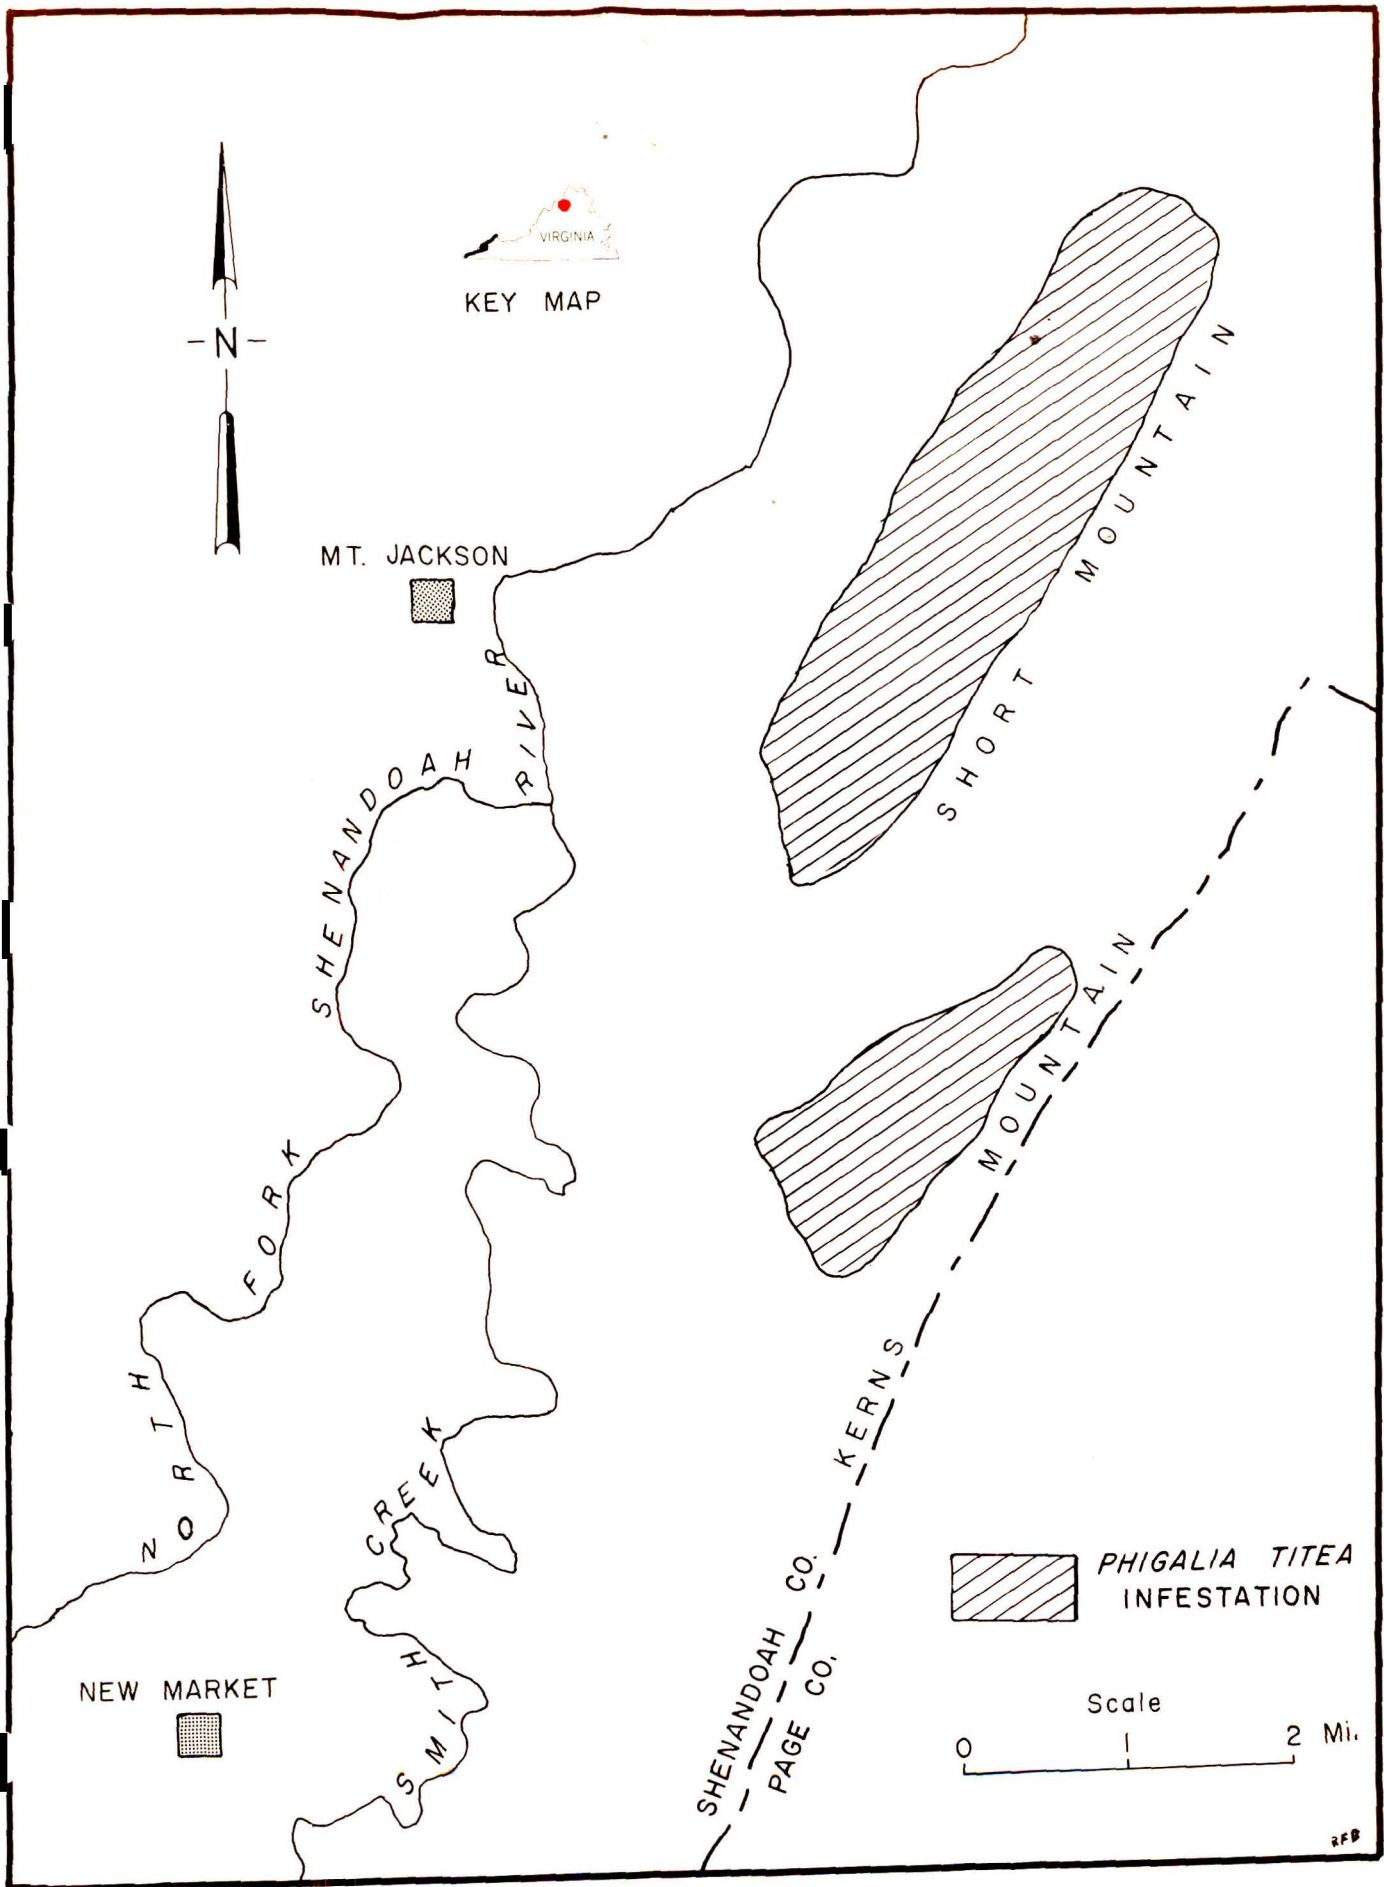 VIRGINIA
KEY MAP
-N-
MT. JACKSON
SHORT MOUNTAIN
NORTH FORK SHENANDOAH RIVER
KERNS MOUNTAIN
SMITH CREEK
SHENANDOAH CO.
PAGE CO.
NEW MARKET
PHIGALIA TITEA
INFESTATION
Scale
0 1 2 Mi.
RFB